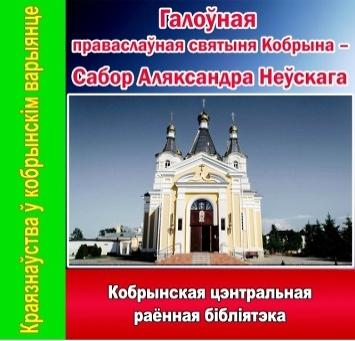 Краязнаўства ў кобрынскім варыянце
Галоўная
праваслаўная святыня Кобрына –
Сабор Аляксандра Неўскага
Кобрынская цэнтральная
раённая бібліятэка